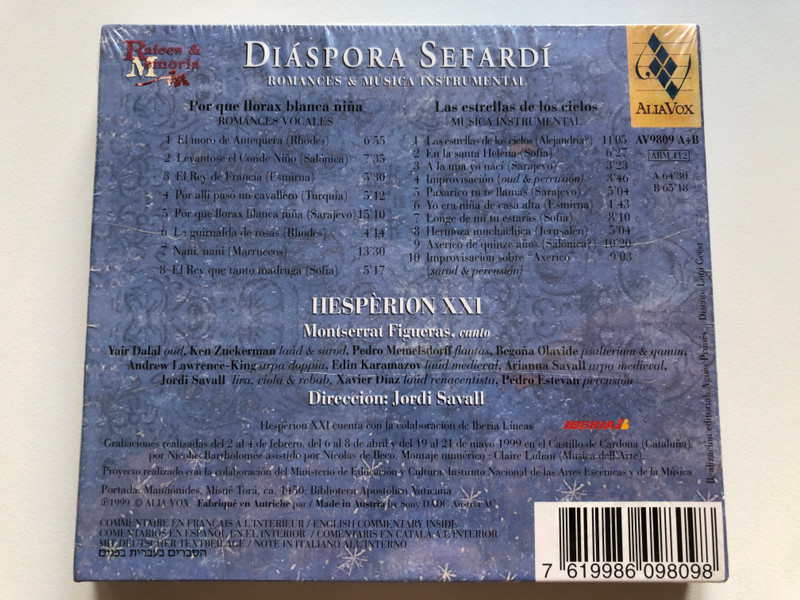 Raíces & Memoria
DIÁSPORA SEFARDÍ
ROMANCES & MÚSICA INSTRUMENTAL
ALIAVOX
Por que llorax blanca niña
ROMANCES VOCALES
1 El moro de Antequera (Rhodes) 6'55
2 Levantose el Conde Niño (Salónica) 7'35
3 El Rey de Francia (Esmirna) 5'30
4 Por allí pasó un cavallero (Turquía) 5'12
5 Por que llorax blanca niña (Sarajevo) 15'10
6 La guirnalda de rosas (Rhodes) 4'14
7 Nani, nani (Marruecos) 13'30
8 El Rey que tanto madruga (Sofía) 5'17
Las estrellas de los cielos
MUSICA INSTRUMENTAL
1 Las estrellas de los cielos (Alejandría?) 11'05
2 En la santa Helena (Sofía) 6'27
3 A la una yo nací (Sarajevo) 3'23
4 Improvisación (oud & percusión) 3'46
5 Paxarico tu te llamas (Sarajevo) 5'04
6 Yo era niña de casa alta (Esmirna) 4'43
7 Longe de mi tu estarás (Sofía) 8'10
8 Hermoza muchachica (Jerusalén) 5'04
9 Axerico de quinze años (Salónica?) 10'20
10 Improvisación sobre "Axerico" 9'03
(sarod & percusión)
AV9809 A+B
ARM 112
A 64'30
B 65'18
HESPÈRION XXI
Montserrat Figueras, canto
Yair Dalal oud, Ken Zuckerman laúd & sarod, Pedro Memelsdorff flautas, Begoña Olavide psalterium & qanun,
Andrew Lawrence-King arpa doppia, Edin Karamazov laúd medieval, Arianna Savall arpa medieval,
Jordi Savall lira, viola & rebab, Xavier Díaz laúd renacentista, Pedro Estevan percusión
Dirección: Jordi Savall
Hespèrion XXI cuenta con la colaboración de Iberia Líneas
IBERIA
Grabaciones realizadas del 2 al 4 de febrero, del 6 al 8 de abril y del 19 al 21 de mayo 1999 en el Castillo de Cardona (Cataluña),
por Nicolas Bartholomée asistido por Nicolas de Beco. Montaje numérico : Claire Lulan (Musica dell'Arte).
Proyecto realizado con la colaboración del Ministerio de Educación y Cultura. Instituto Nacional de las Artes Escenicas y de la Música
Portada: Maimónides, Misné Torá, ca. 1450; Biblioteca Apostolica Vaticana
℗1999 © ALIA VOX. Fabriqué en Autriche par / Made in Austria by Sony DADC Austria AG
COMMENTAIRE EN FRANÇAIS A L'INTERIEUR / ENGLISH COMMENTARY INSIDE
COMENTARIOS EN ESPAÑOL EN EL INTERIOR / COMENTARIS EN CATALÀ A L'INTERIOR
MIT DEUTSCHER TEXTBEILAGE / NOTE IN ITALIANO ALL'INTERNO
הסברים בעברית בפנים
7 619986 098098